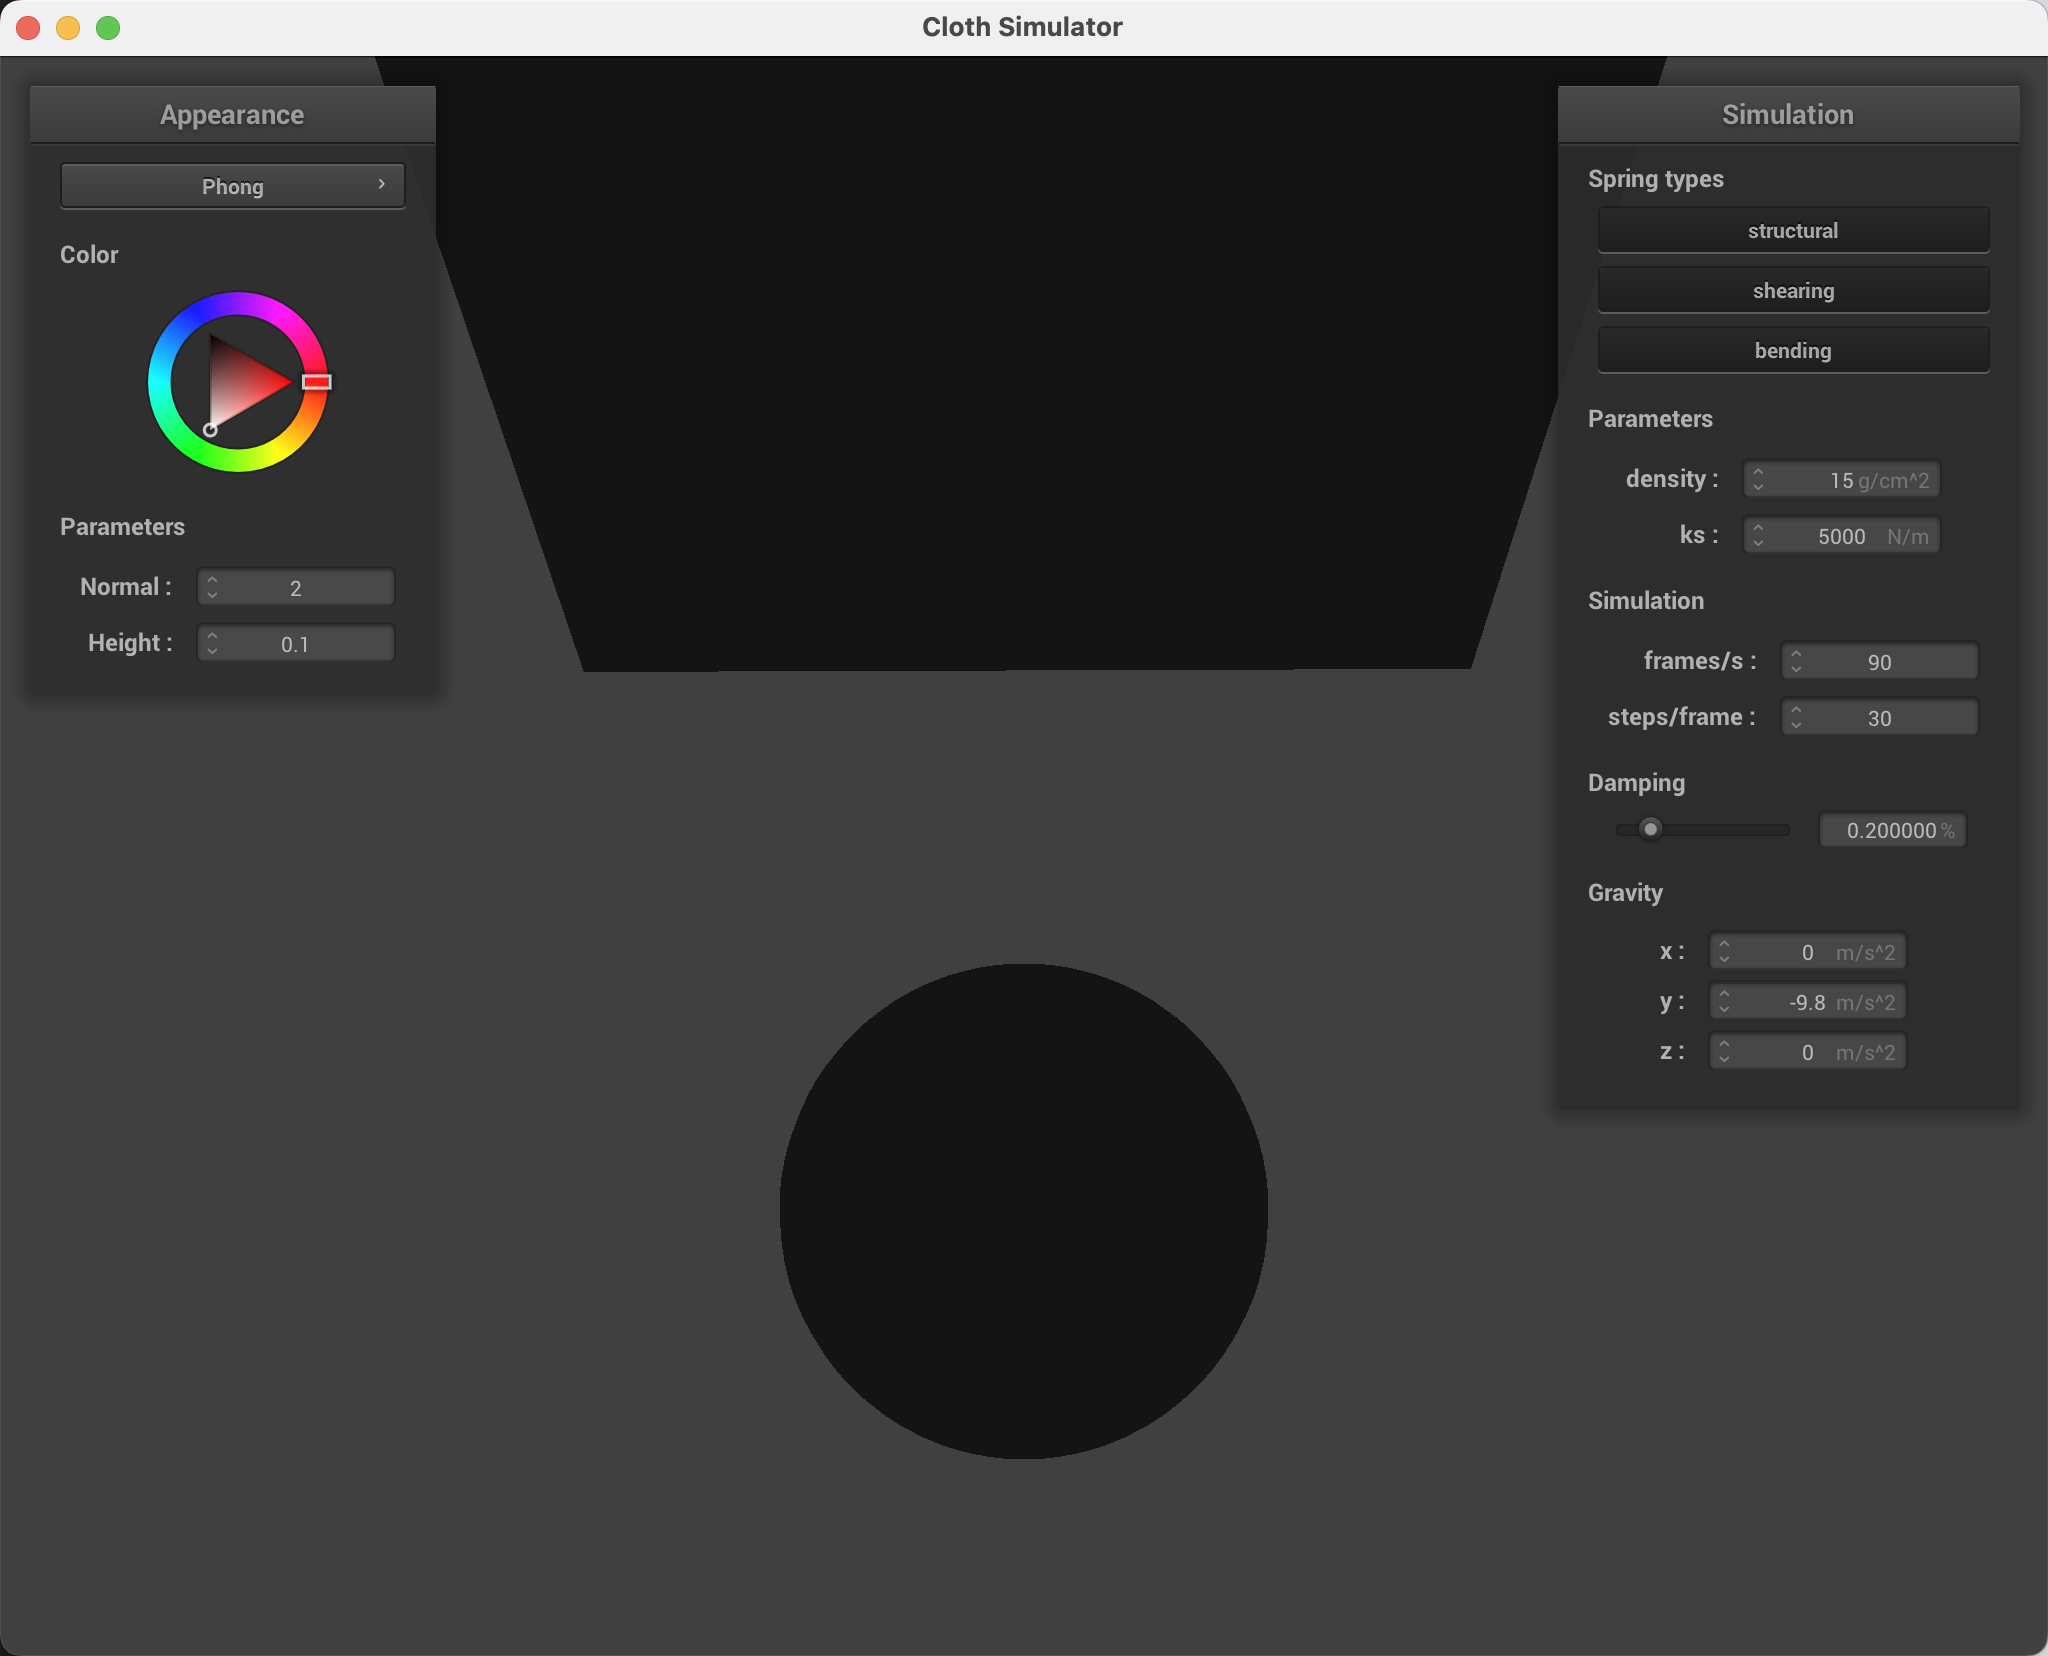 Cloth Simulator
Appearance
Phong
Color
Parameters
Normal : 2
Height : 0.1
Simulation
Spring types
structural
shearing
bending
Parameters
density : 15 g/cm^2
ks : 5000 N/m
Simulation
frames/s : 90
steps/frame : 30
Damping
0.200000 %
Gravity
x : 0 m/s^2
y : -9.8 m/s^2
z : 0 m/s^2